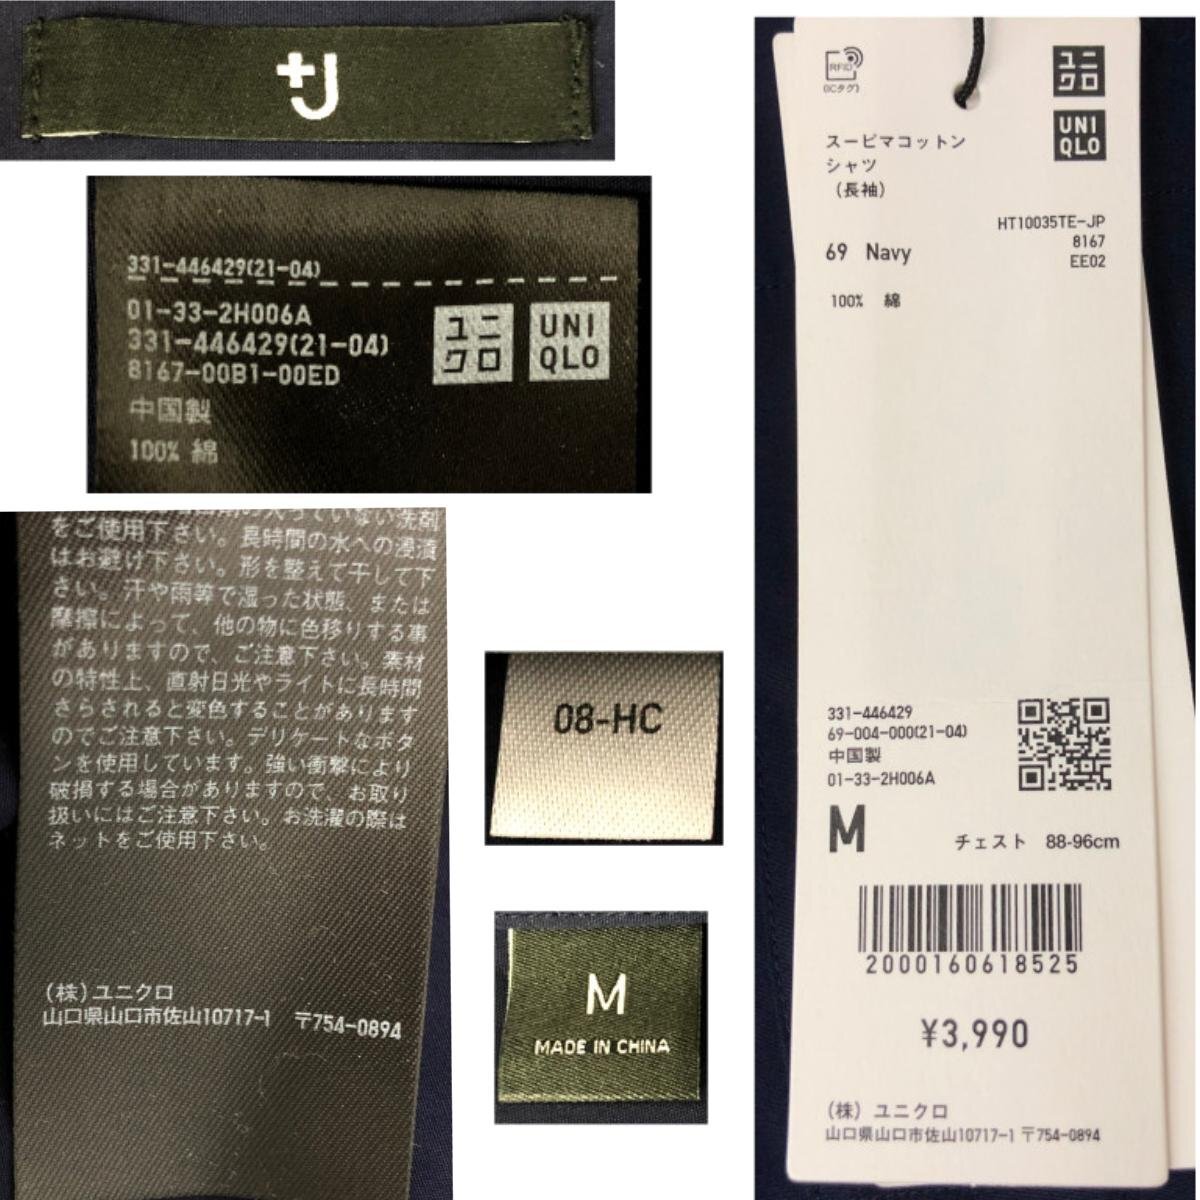 +J
331-446429(21-04)
01-33-2H006A
331-446429(21-04)
8167-00B1-00ED
中国製
100% 綿
ユニクロ
UNIQLO
入っていない洗剤
をご使用下さい。長時間の水への浸漬
はお避け下さい。形を整えて干して下
さい。汗や雨等で湿った状態、または
摩擦によって、他の物に色移りする事
がありますので、ご注意下さい。素材
の特性上、直射日光やライトに長時間
さらされると変色することがあります
のでご注意下さい。デリケートなボタ
ンを使用しています。強い衝撃により
破損する場合がありますので、お取り
扱いにはご注意下さい。お洗濯の際は
ネットをご使用下さい。
(株)ユニクロ
山口県山口市佐山10717-1 〒754-0894
08-HC
M
MADE IN CHINA
RFID
(ICタグ)
ユニクロ
UNIQLO
スーピマコットン
シャツ
(長袖)
HT10035TE-JP
8167
EE02
69 Navy
100% 綿
331-446429
69-004-000(21-04)
中国製
01-33-2H006A
M
チェスト 88-96cm
2000160618525
¥3,990
(株) ユニクロ
山口県山口市佐山10717-1 〒754-0894